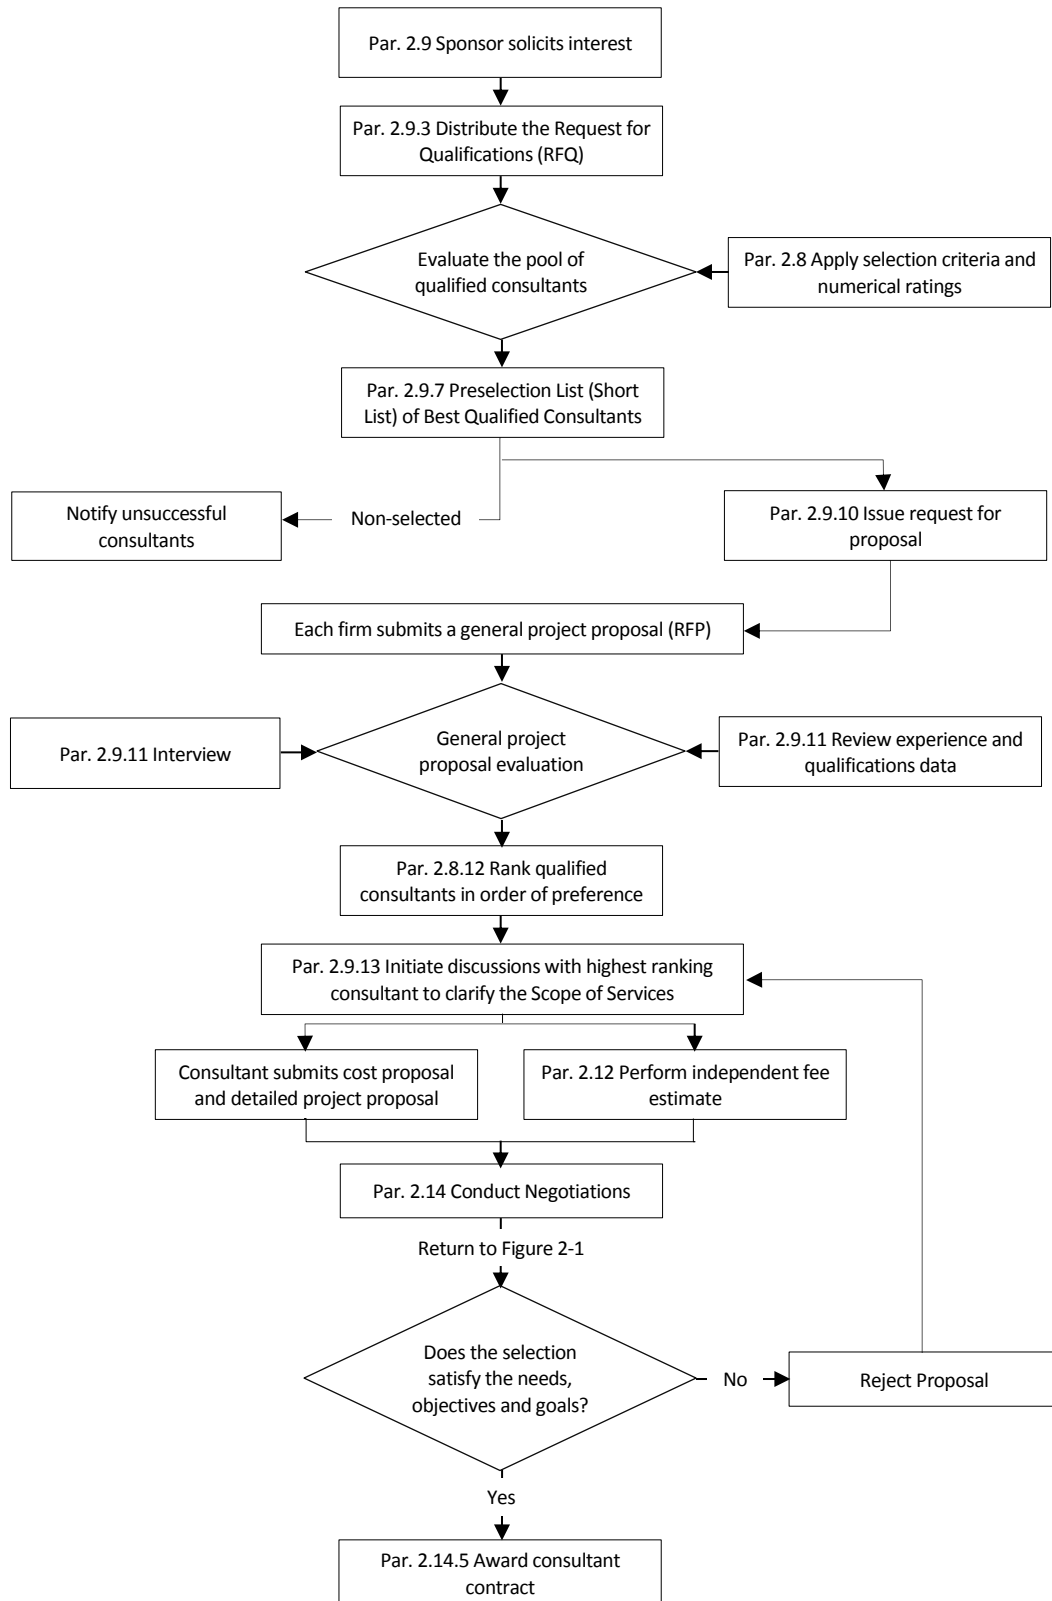 Par. 2.9 Sponsor solicits interest
Par. 2.9.3 Distribute the Request for
Qualifications (RFQ)
Evaluate the pool of
qualified consultants
Par. 2.8 Apply selection criteria and
numerical ratings
Par. 2.9.7 Preselection List (Short
List) of Best Qualified Consultants
Notify unsuccessful
consultants
Non-selected
Par. 2.9.10 Issue request for
proposal
Each firm submits a general project proposal (RFP)
Par. 2.9.11 Interview
General project
proposal evaluation
Par. 2.9.11 Review experience and
qualifications data
Par. 2.8.12 Rank qualified
consultants in order of preference
Par. 2.9.13 Initiate discussions with highest ranking
consultant to clarify the Scope of Services
Consultant submits cost proposal
and detailed project proposal
Par. 2.12 Perform independent fee
estimate
Par. 2.14 Conduct Negotiations
Return to Figure 2-1
Does the selection
satisfy the needs,
objectives and goals?
No
Reject Proposal
Yes
Par. 2.14.5 Award consultant
contract